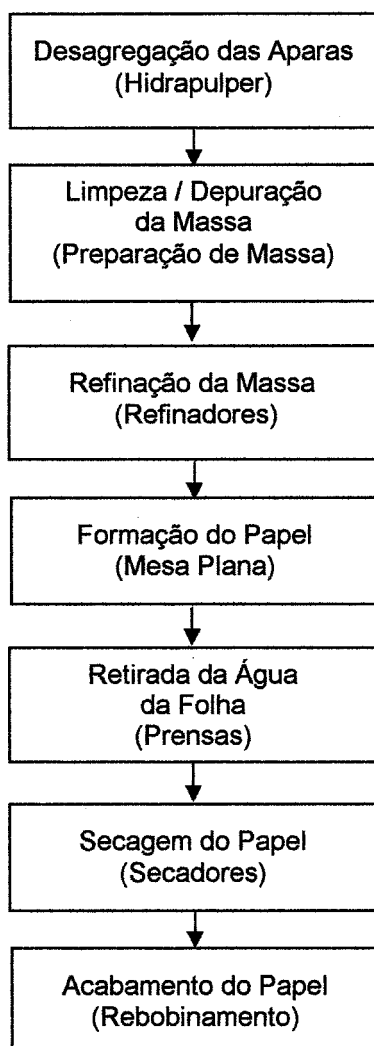 Desagregação das Aparas
(Hidrapulper)
Limpeza / Depuração
da Massa
(Preparação de Massa)
Refinação da Massa
(Refinadores)
Formação do Papel
(Mesa Plana)
Retirada da Água
da Folha
(Prensas)
Secagem do Papel
(Secadores)
Acabamento do Papel
(Rebobinamento)